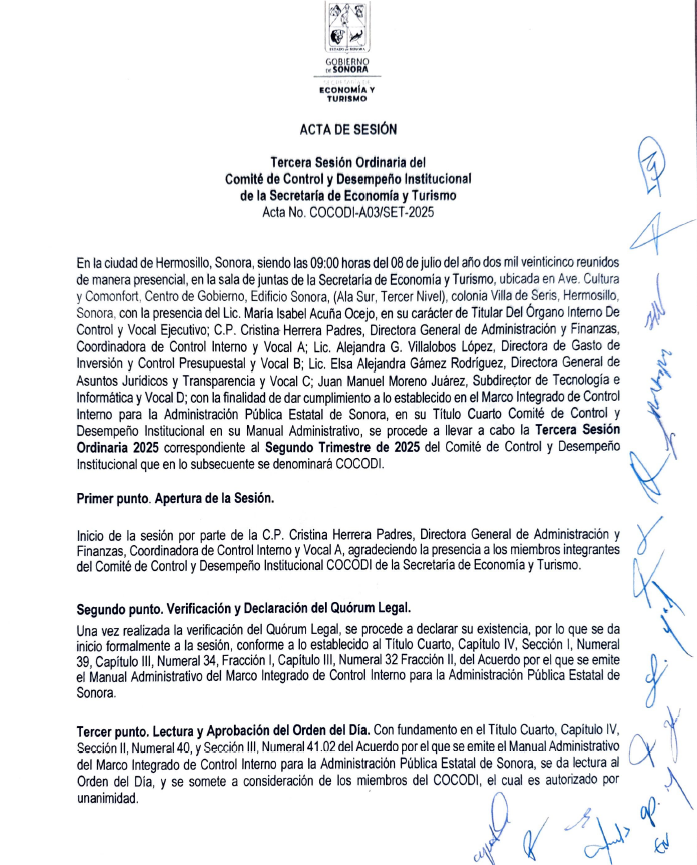 GOBIERNO
DE SONORA
SECRETARÍA DE
ECONOMÍA Y
TURISMO
ACTA DE SESIÓN
Tercera Sesión Ordinaria del
Comité de Control y Desempeño Institucional
de la Secretaría de Economía y Turismo
Acta No. COCODI-A03/SET-2025
En la ciudad de Hermosillo, Sonora, siendo las 09:00 horas del 08 de julio del año dos mil veinticinco reunidos
de manera presencial, en la sala de juntas de la Secretaría de Economía y Turismo, ubicada en Ave. Cultura
y Comonfort, Centro de Gobierno, Edificio Sonora, (Ala Sur, Tercer Nivel), colonia Villa de Seris, Hermosillo,
Sonora, con la presencia del Lic. María Isabel Acuña Ocejo, en su carácter de Titular Del Órgano Interno De
Control y Vocal Ejecutivo; C.P. Cristina Herrera Padres, Directora General de Administración y Finanzas,
Coordinadora de Control Interno y Vocal A; Lic. Alejandra G. Villalobos López, Directora de Gasto de
Inversión y Control Presupuestal y Vocal B; Lic. Elsa Alejandra Gámez Rodríguez, Directora General de
Asuntos Jurídicos y Transparencia y Vocal C; Juan Manuel Moreno Juárez, Subdirector de Tecnología e
Informática y Vocal D; con la finalidad de dar cumplimiento a lo establecido en el Marco Integrado de Control
Interno para la Administración Pública Estatal de Sonora, en su Título Cuarto Comité de Control y
Desempeño Institucional en su Manual Administrativo, se procede a llevar a cabo la Tercera Sesión
Ordinaria 2025 correspondiente al Segundo Trimestre de 2025 del Comité de Control y Desempeño
Institucional que en lo subsecuente se denominará COCODI.
Primer punto. Apertura de la Sesión.
Inicio de la sesión por parte de la C.P. Cristina Herrera Padres, Directora General de Administración y
Finanzas, Coordinadora de Control Interno y Vocal A, agradeciendo la presencia a los miembros integrantes
del Comité de Control y Desempeño Institucional COCODI de la Secretaría de Economía y Turismo.
Segundo punto. Verificación y Declaración del Quórum Legal.
Una vez realizada la verificación del Quórum Legal, se procede a declarar su existencia, por lo que se da
inicio formalmente a la sesión, conforme a lo establecido al Título Cuarto, Capítulo IV, Sección I, Numeral
39, Capítulo III, Numeral 34, Fracción I, Capítulo III, Numeral 32 Fracción II, del Acuerdo por el que se emite
el Manual Administrativo del Marco Integrado de Control Interno para la Administración Pública Estatal de
Sonora.
Tercer punto. Lectura y Aprobación del Orden del Día. Con fundamento en el Título Cuarto, Capítulo IV,
Sección II, Numeral 40, y Sección III, Numeral 41.02 del Acuerdo por el que se emite el Manual Administrativo
del Marco Integrado de Control Interno para la Administración Pública Estatal de Sonora, se da lectura al
Orden del Día, y se somete a consideración de los miembros del COCODI, el cual es autorizado por
unanimidad.